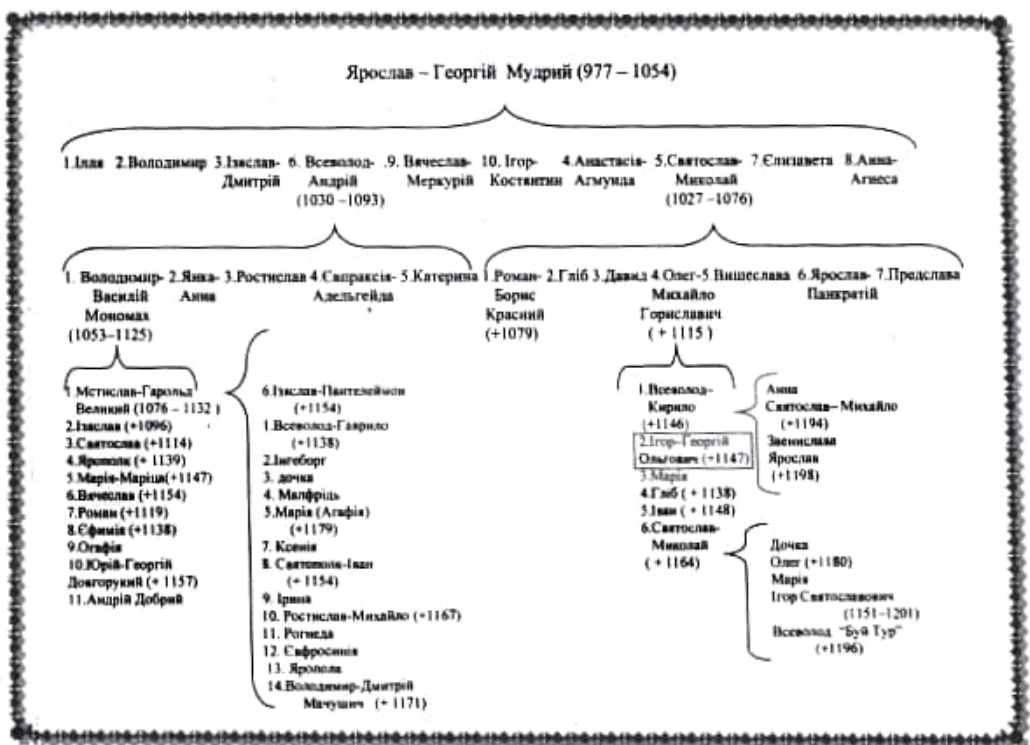 Ярослав – Георгій Мудрий (977 – 1054)
1.Ілля 2.Володимир 3.Ізяслав- 6. Всеволод- .9. Вячеслав- 10. Ігор- 4.Анастасія- 5.Святослав- 7.Єлизавета 8.Анна-
Дмитрій Андрій Меркурій Костянтин Агмунда Миколай Агнеса
(1030 –1093) (1027 –1076)
1. Володимир- 2.Янка- 3.Ростислав 4.Євпраксія- 5.Катерина
Василій Анна Адельгейда
Мономах
(1053–1125)
1.Роман- 2.Гліб 3.Давид 4.Олег- 5.Вишеслава 6.Ярослав- 7.Предслава
Борис Михайло Панкратій
Красний Гориславич
(+1079) (+ 1115 )
1.Мстислав-Гарольд
Великий (1076 – 1132 )
2.Ізяслав (+1096)
3.Святослав (+1114)
4.Ярополк (+ 1139)
5.Марія-Маріца(+1147)
6.Вячеслав (+1154)
7.Роман (+1119)
8.Єфимія (+1138)
9.Огафія
10.Юрій-Георгій
Довгорукий (+ 1157)
11.Андрій Добрий
6.Ізяслав-Пантелеймон
(+1154)
1.Всеволод-Гаврило
(+1138)
2.Інгеборг
3. дочка
4. Малфрідь
5.Марія (Агафія)
(+1179)
7. Ксенія
8. Святополк-Іван
(+ 1154)
9. Ірина
10. Ростислав-Михайло (+1167)
11. Рогнеда
12. Євфросинія
13. Ярополк
14.Володимир-Дмитрій
Мачушич (+ 1171)
1.Всеволод-
Кирило
(+1146)
2.Ігор–Георгій
Ольгович (+1147)
3.Марія
4.Гліб ( + 1138)
5.Іван ( + 1148)
6.Святослав-
Миколай
( + 1164)
Анна
Святослав– Михайло
(+1194)
Звенислава
Ярослав
(+1198)
Дочка
Олег (+1180)
Марія
Ігор Святославович
(1151–1201)
Всеволод “Буй Тур”
(+1196)